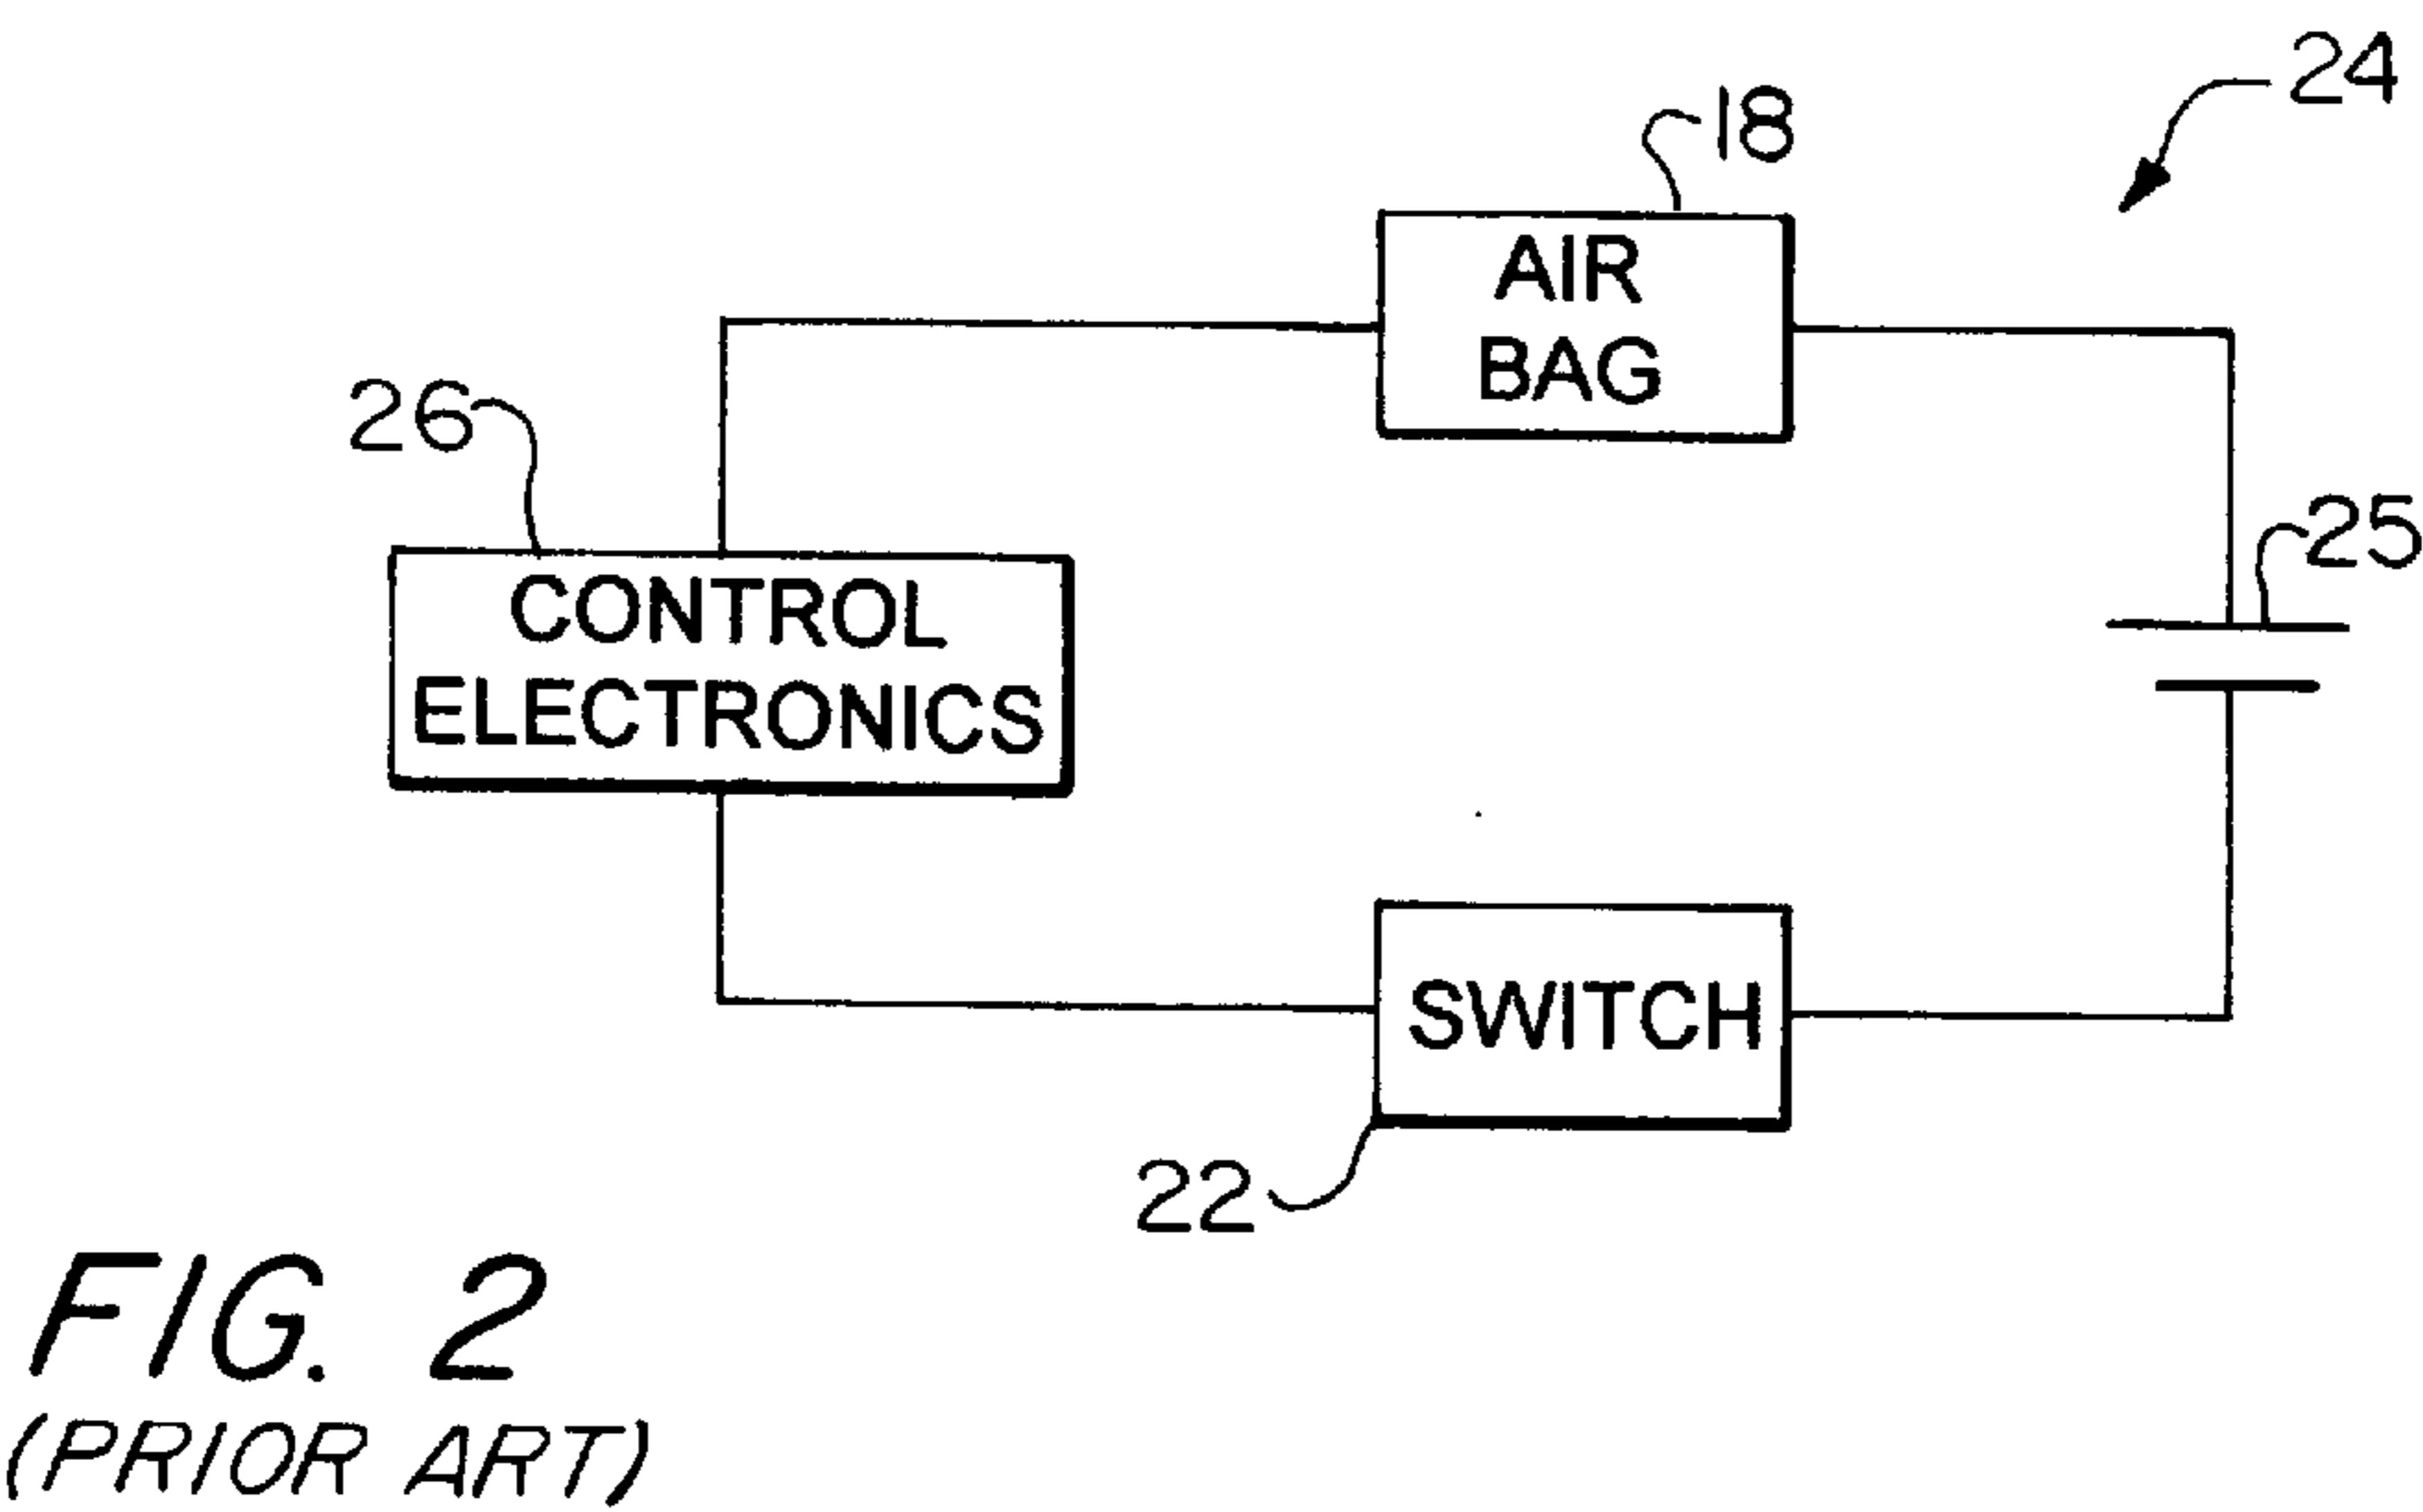 24
18
AIR
BAG
26
25
CONTROL
ELECTRONICS
SWITCH
22
FIG. 2
(PRIOR ART)